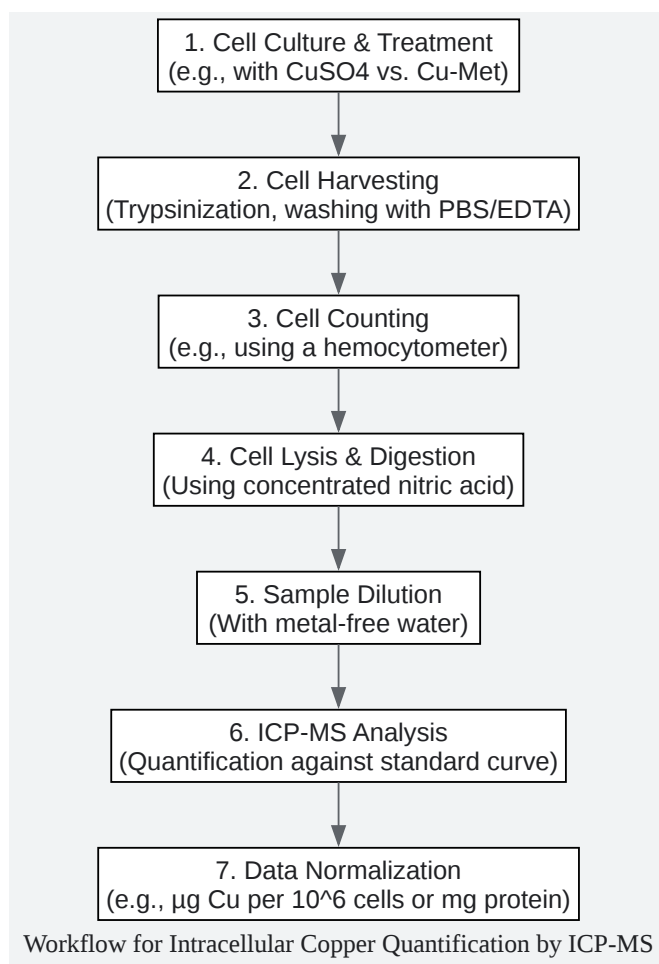 1. Cell Culture & Treatment
(e.g., with CuSO4 vs. Cu-Met)
2. Cell Harvesting
(Trypsinization, washing with PBS/EDTA)
3. Cell Counting
(e.g., using a hemocytometer)
4. Cell Lysis & Digestion
(Using concentrated nitric acid)
5. Sample Dilution
(With metal-free water)
6. ICP-MS Analysis
(Quantification against standard curve)
7. Data Normalization
(e.g., µg Cu per 10^6 cells or mg protein)
Workflow for Intracellular Copper Quantification by ICP-MS